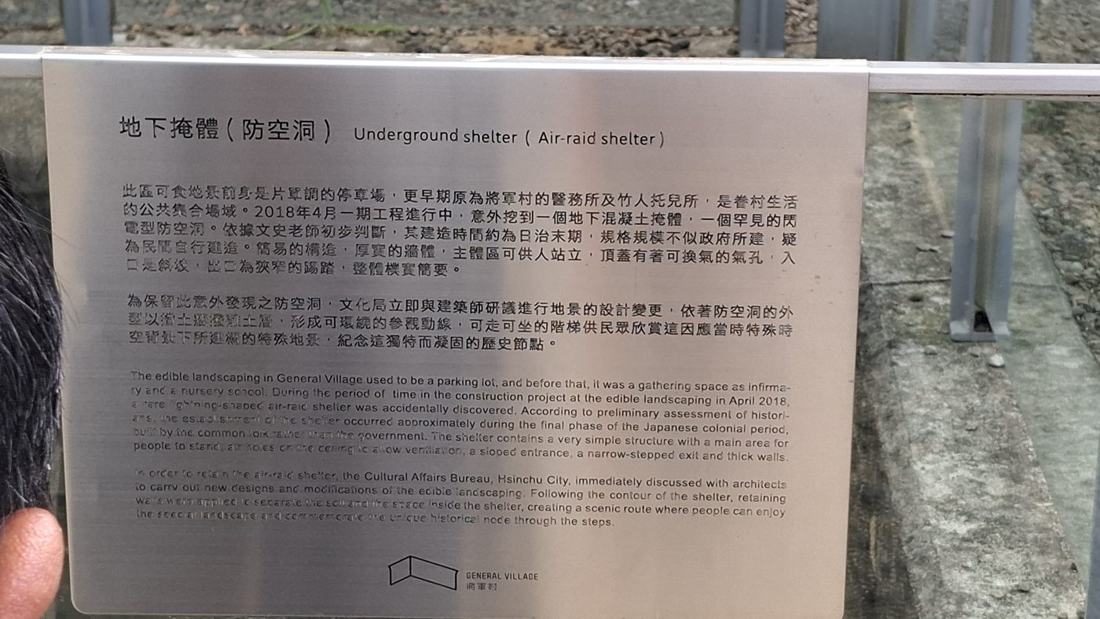 地下掩體(防空洞) Underground shelter ( Air-raid shelter )
此區可食地景前身是片單調的停車場,更早期原為將軍村的醫務所及竹人托兒所,是眷村生活
的公共集合場域。2018年4月一期工程進行中,意外挖到一個地下混凝土掩體,一個罕見的閃
電型防空洞。依據文史老師初步判斷,其建造時間約為日治末期,規格規模不似政府所建,疑
為民間自行建造。簡易的構造,厚實的牆體,主體區可供人站立,頂蓋有著可換氣的氣孔,入
口是斜坡,出口為狹窄的踢踏,整體樸實簡要。
為保留此意外發現之防空洞,文化局立即與建築師研議進行地景的設計變更,依著防空洞的外
型以擋土牆撥離土層,形成可環繞的參觀動線,可走可坐的階梯供民眾欣賞這因應當時特殊時
空背景下所建構的特殊地景,紀念這獨特而凝固的歷史節點。
The edible landscaping in General Village used to be a parking lot, and before that, it was a gathering space as infirma-
ry and a nursery school. During the period of time in the construction project at the edible landscaping in April 2018,
a rare lightning-shaped air-raid shelter was accidentally discovered. According to preliminary assessment of histori-
ans, the establishment of the shelter occurred approximately during the final phase of the Japanese colonial period,
built by the common folk rather than the government. The shelter contains a very simple structure with a main area for
people to stand, air holes on the ceiling to allow ventilation, a sloped entrance, a narrow-stepped exit and thick walls.
In order to retain the air-raid shelter, the Cultural Affairs Bureau, Hsinchu City, immediately discussed with architects
to carry out new designs and modifications of the edible landscaping. Following the contour of the shelter, retaining
walls were applied to separate the soil and the space inside the shelter, creating a scenic route where people can enjoy
the special landscape and commemorate the unique historical node through the steps.
GENERAL VILLAGE
將軍村